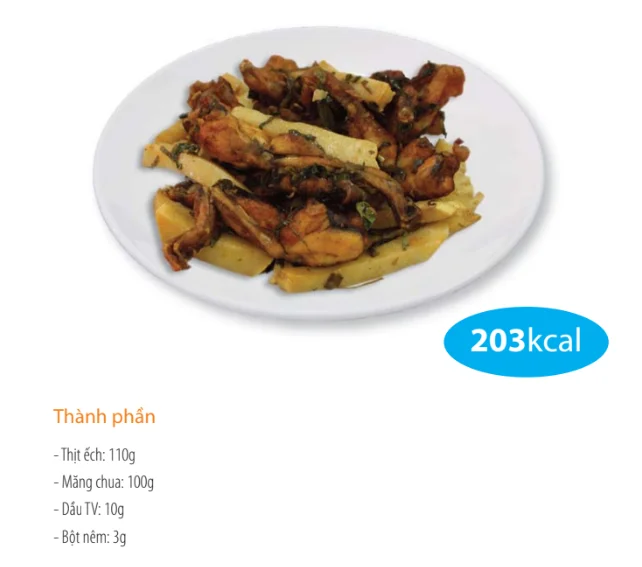 203kcal
Thành phần
- Thịt ếch: 110g
- Măng chua: 100g
- Dầu TV: 10g
- Bột nêm: 3g